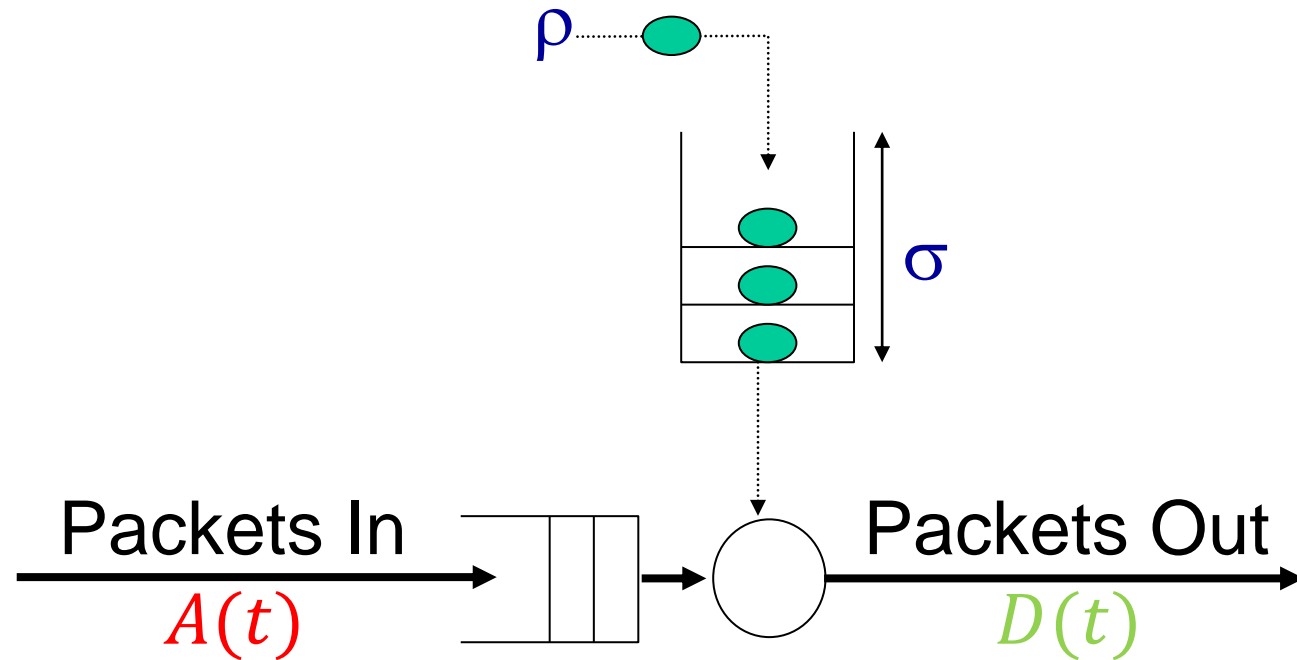 ρ
σ
Packets In
A(t)
Packets Out
D(t)